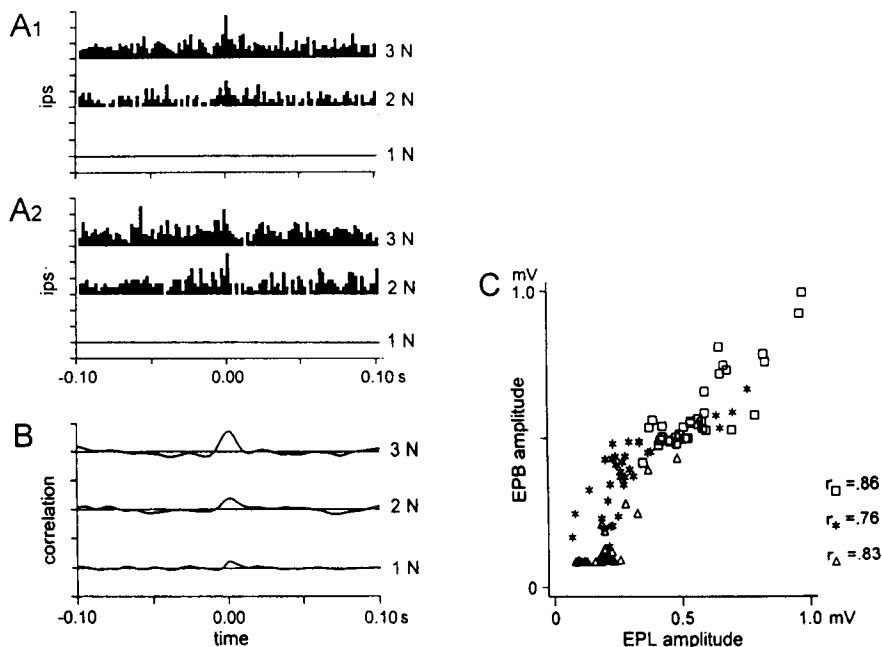 A1
3 N
2 N
1 N
ips
A2
3 N
2 N
1 N
ips
-0.10
0.00
0.10 s
B
3 N
2 N
1 N
correlation
-0.10
0.00
0.10 s
time
C
mV
1.0
EPB amplitude
0
0.5
1.0 mV
EPL amplitude
r□ =.86
r* =.76
r△ =.83